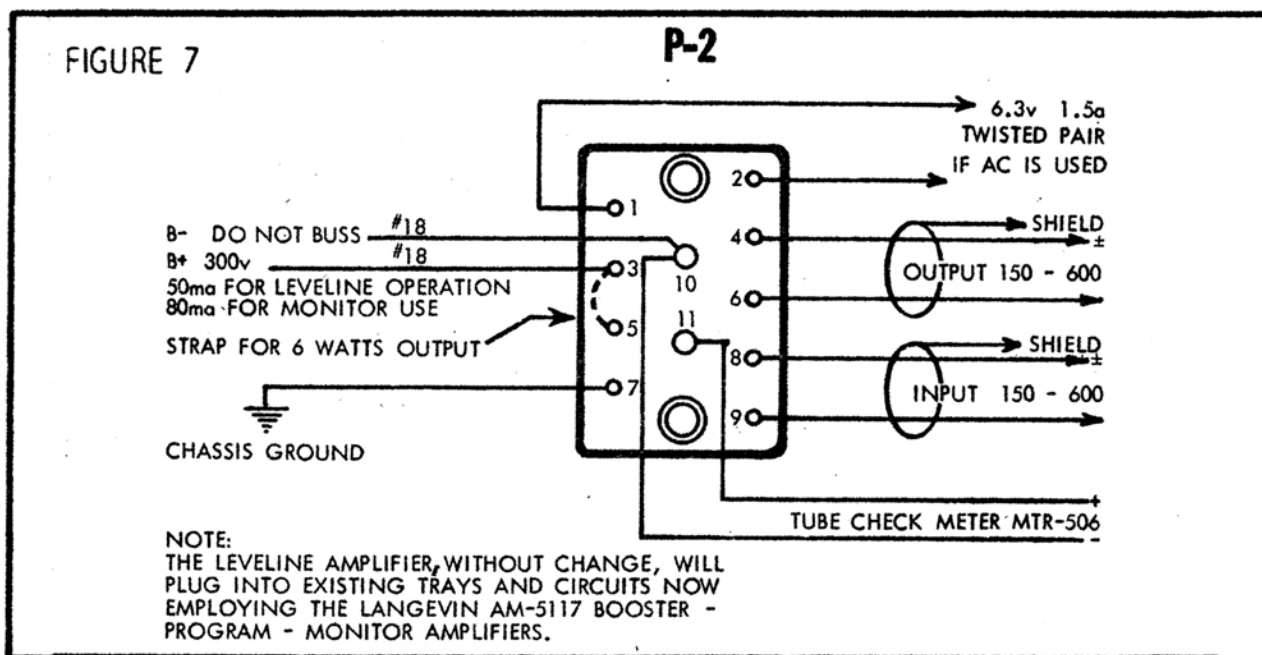 FIGURE 7
P-2
6.3v 1.5a
TWISTED PAIR
IF AC IS USED
1
2
B- DO NOT BUSS #18
B+ 300v #18
50ma FOR LEVELINE OPERATION
80ma FOR MONITOR USE
STRAP FOR 6 WATTS OUTPUT
3
10
4
SHIELD
±
OUTPUT 150 - 600
6
5
11
7
8
SHIELD
±
INPUT 150 - 600
9
CHASSIS GROUND
+
TUBE CHECK METER MTR-506
-
NOTE:
THE LEVELINE AMPLIFIER, WITHOUT CHANGE, WILL
PLUG INTO EXISTING TRAYS AND CIRCUITS NOW
EMPLOYING THE LANGEVIN AM-5117 BOOSTER -
PROGRAM - MONITOR AMPLIFIERS.